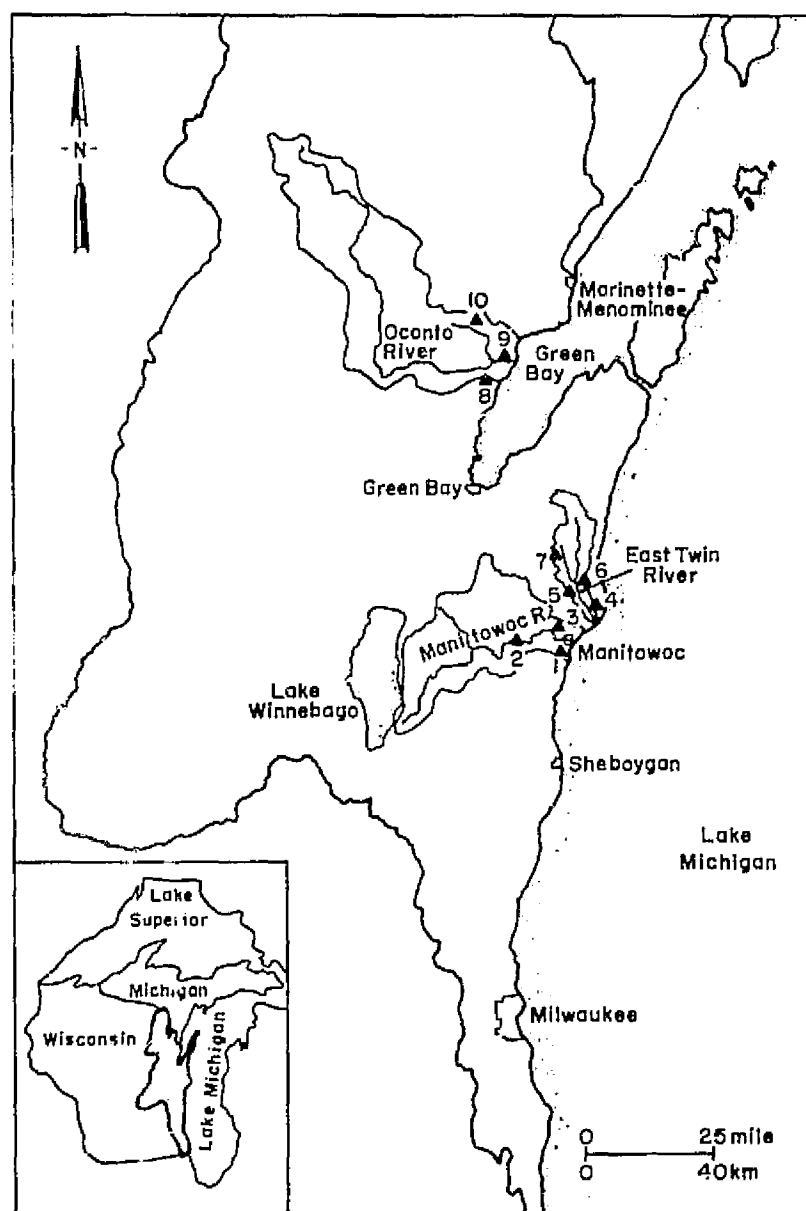 -N-
Marinette-
Menominee
10
Oconto
River
9
Green
Bay
8
Green Bay
7
6
East Twin
River
5
4
Manitowoc R.
3
2
Manitowoc
Lake
Winnebago
Sheboygan
Lake
Michigan
Lake
Superior
Michigan
Wisconsin
Lake Michigan
Milwaukee
0 25 mile
0 40 km